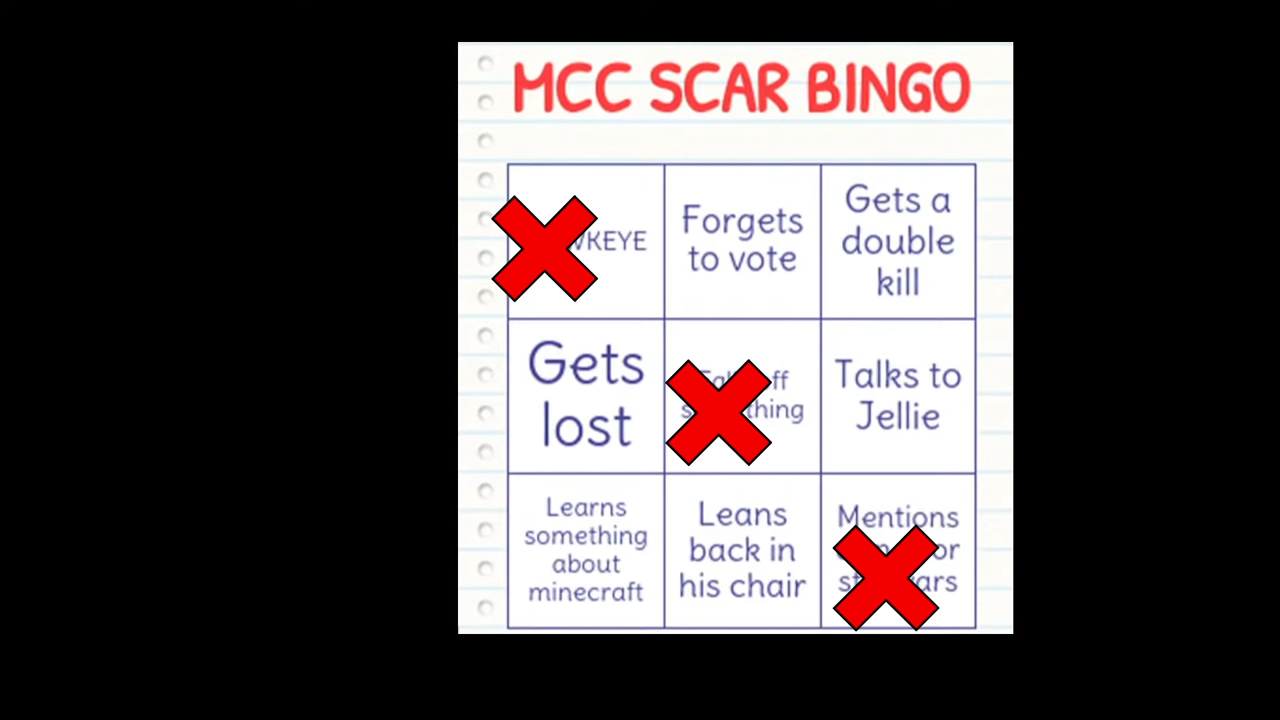 MCC SCAR BINGO
Forgets
to vote
Gets a
double
kill
Gets
lost
Talks to
Jellie
Learns
something
about
minecraft
Leans
back in
his chair
Mentions